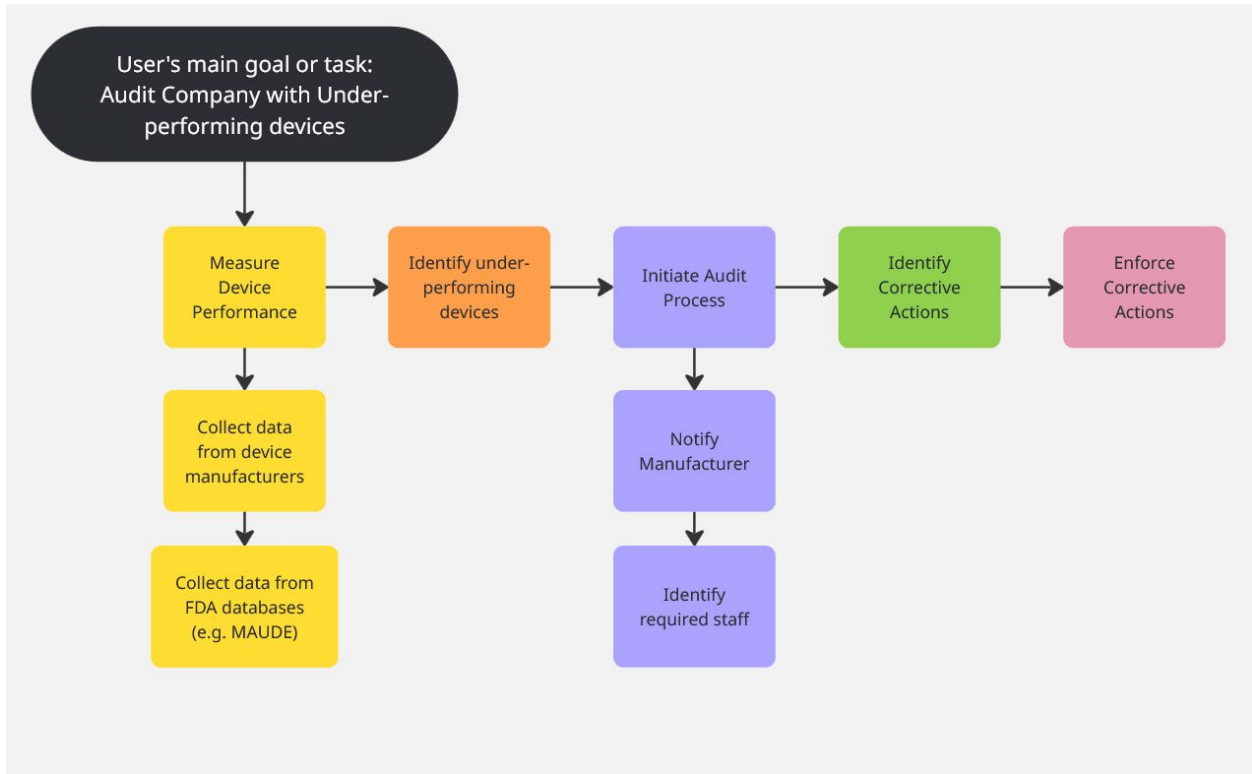 User's main goal or task:
Audit Company with Under-
performing devices
Measure
Device
Performance
Identify under-
performing
devices
Initiate Audit
Process
Identify
Corrective
Actions
Enforce
Corrective
Actions
Collect data
from device
manufacturers
Notify
Manufacturer
Collect data from
FDA databases
(e.g. MAUDE)
Identify
required staff